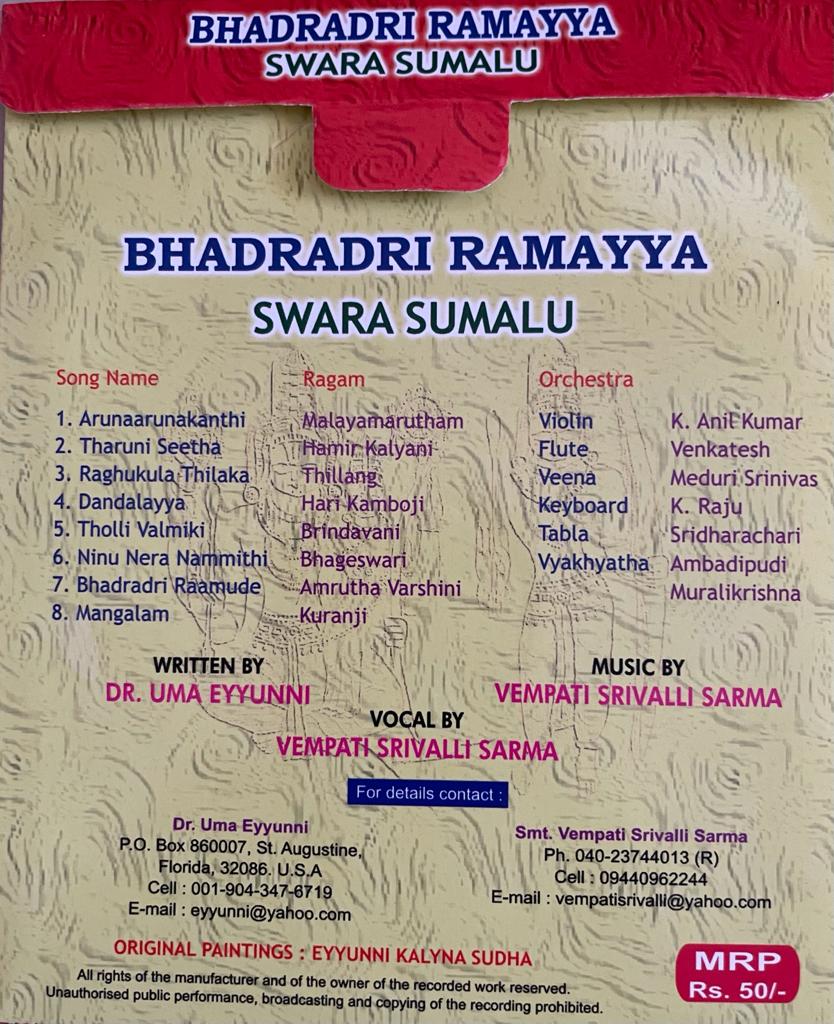 BHADRADRI RAMAYYA
SWARA SUMALU
BHADRADRI RAMAYYA
SWARA SUMALU
Song Name Ragam Orchestra
1. Arunaarunakanthi Malayamarutham Violin K. Anil Kumar
2. Tharuni Seetha Hamir Kalyani Flute Venkatesh
3. Raghukula Thilaka Thillang Veena Meduri Srinivas
4. Dandalayya Hari Kamboji Keyboard K. Raju
5. Tholli Valmiki Brindavani Tabla Sridharachari
6. Ninu Nera Nammithi Bhageswari Vyakhyatha Ambadipudi
7. Bhadradri Raamude Amrutha Varshini Muralikrishna
8. Mangalam Kuranji
WRITTEN BY
DR. UMA EYYUNNI
MUSIC BY
VEMPATI SRIVALLI SARMA
VOCAL BY
VEMPATI SRIVALLI SARMA
For details contact :
Dr. Uma Eyyunni
P.O. Box 860007, St. Augustine,
Florida, 32086. U.S.A
Cell : 001-904-347-6719
E-mail : eyyunni@yahoo.com
Smt. Vempati Srivalli Sarma
Ph. 040-23744013 (R)
Cell : 09440962244
E-mail : vempatisrivalli@yahoo.com
ORIGINAL PAINTINGS : EYYUNNI KALYNA SUDHA
All rights of the manufacturer and of the owner of the recorded work reserved.
Unauthorised public performance, broadcasting and copying of the recording prohibited.
MRP
Rs. 50/-